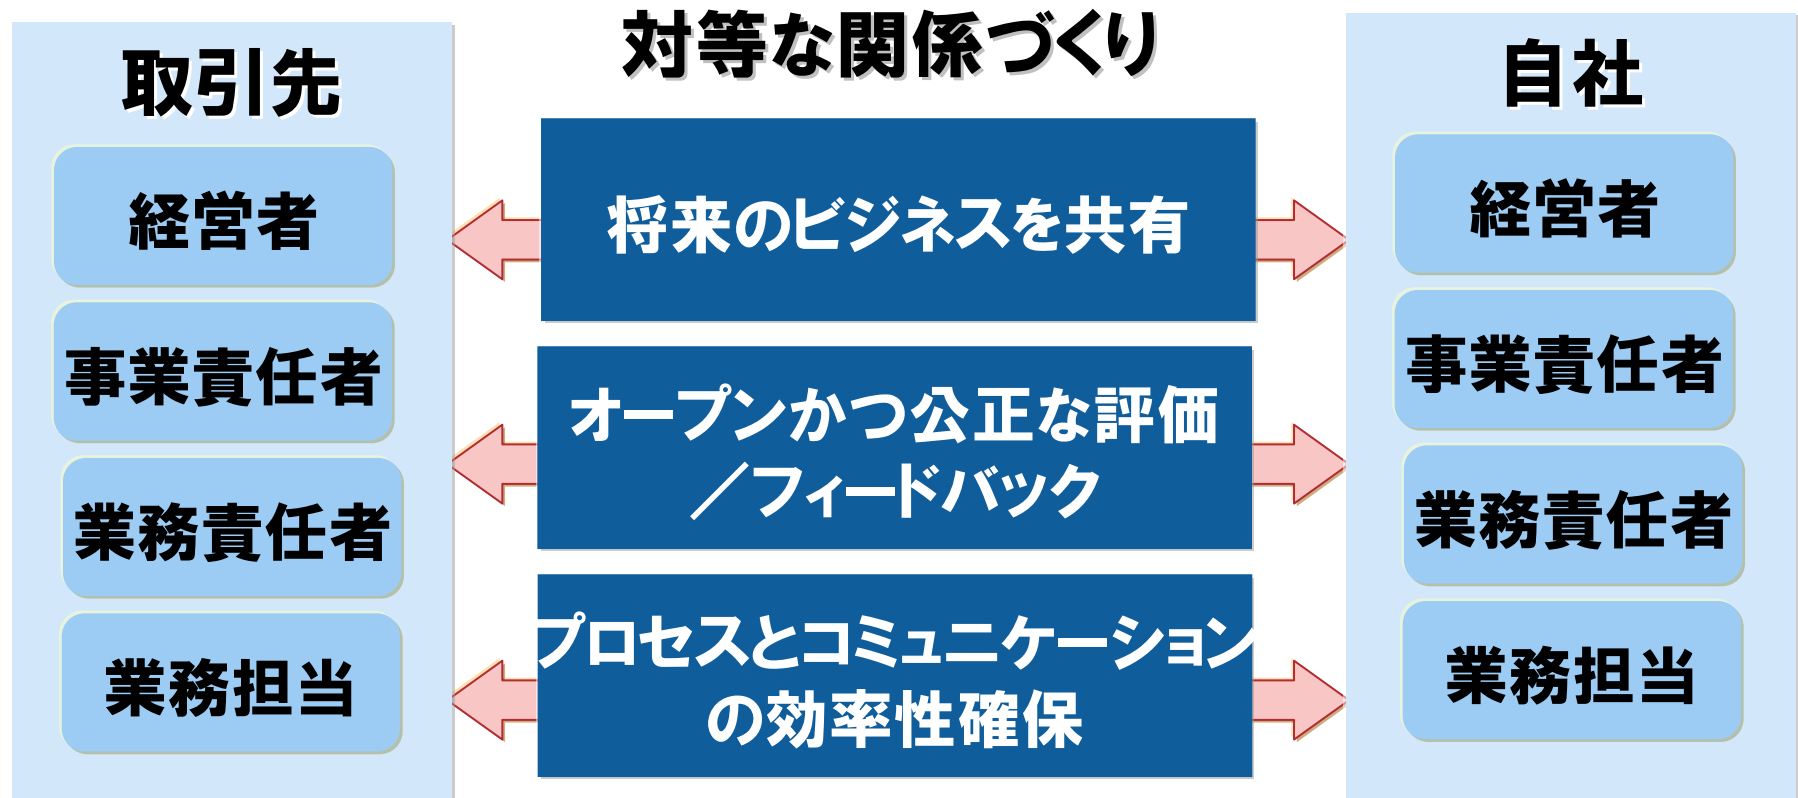 対等な関係づくり
取引先
経営者
事業責任者
業務責任者
業務担当
将来のビジネスを共有
オープンかつ公正な評価
／フィードバック
プロセスとコミュニケーション
の効率性確保
自社
経営者
事業責任者
業務責任者
業務担当